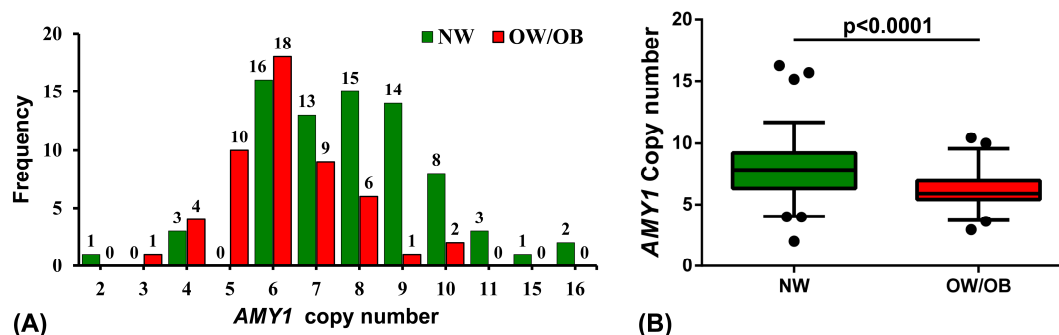 NW OW/OB
Frequency
20
15
10
5
0
1 0 0 1 3 4 0 10 16 18 13 9 15 6 14 1 8 2 3 0 1 0 2 0
2 3 4 5 6 7 8 9 10 11 15 16
AMY1 copy number
(A)
p<0.0001
AMY1 Copy number
20
15
10
5
0
NW OW/OB
(B)